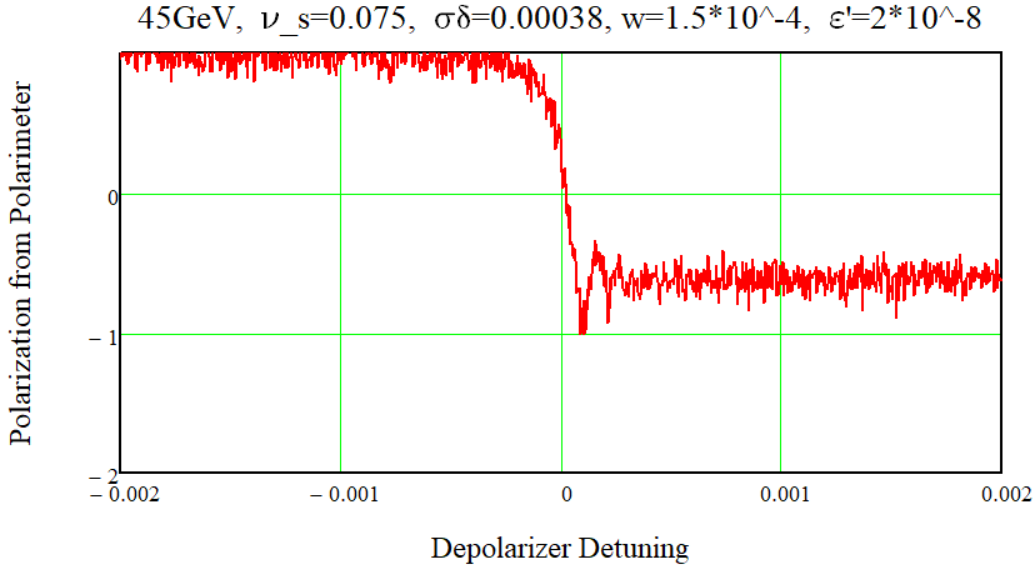 45GeV, ν_s=0.075, σδ=0.00038, w=1.5*10^-4, ε'=2*10^-8
Polarization from Polarimeter
0
− 1
− 2
− 0.002
− 0.001
0
0.001
0.002
Depolarizer Detuning